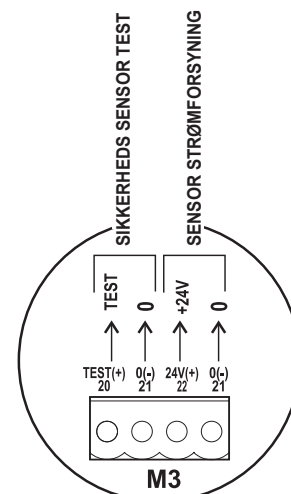 SIKKERHEDS SENSOR TEST
SENSOR STRØMFORSYNING
TEST
0
+24V
0
TEST(+) 0(-) 24V(+) 0(-)
20 21 22 21
M3